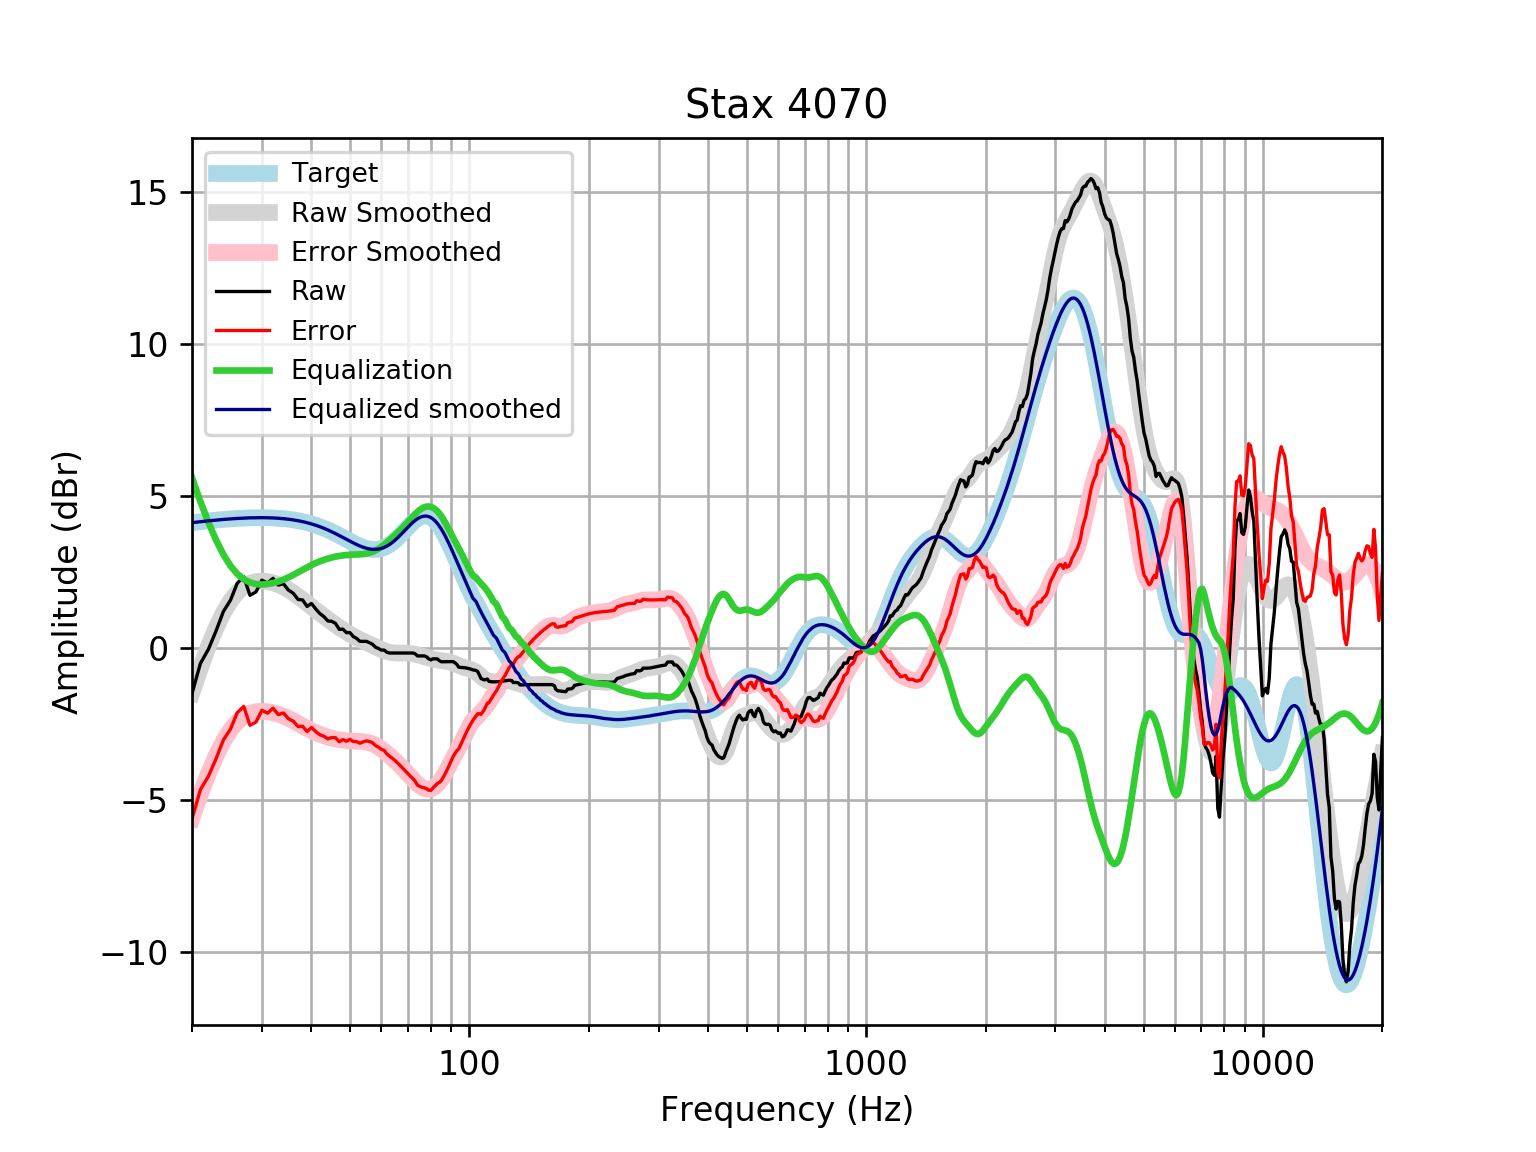 Stax 4070
Target
Raw Smoothed
Error Smoothed
Raw
Error
Equalization
Equalized smoothed
15
10
5
0
−5
−10
Amplitude (dBr)
100
1000
10000
Frequency (Hz)